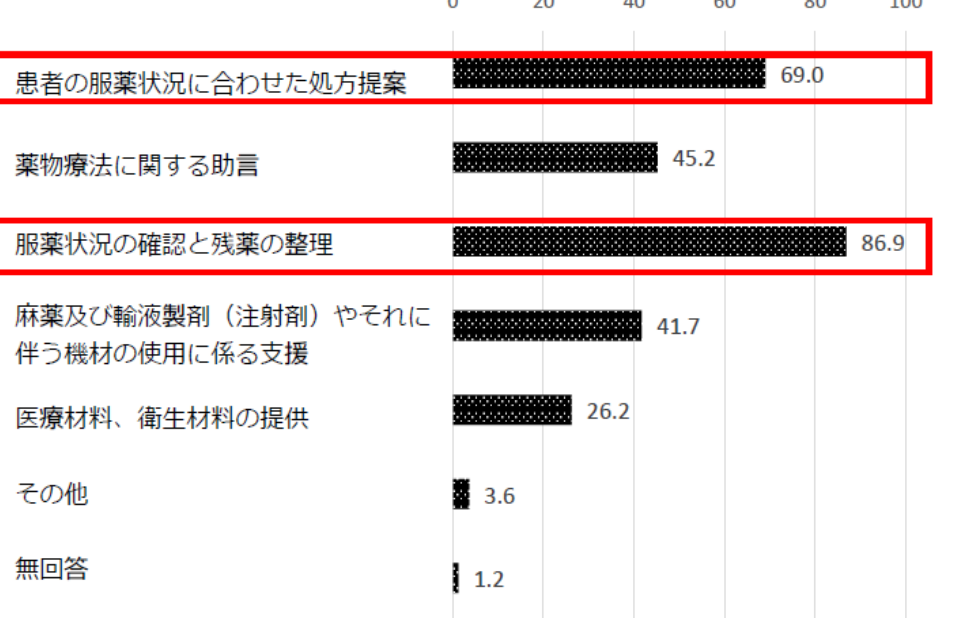 0 20 40 60 80 100
患者の服薬状況に合わせた処方提案 69.0
薬物療法に関する助言 45.2
服薬状況の確認と残薬の整理 86.9
麻薬及び輸液製剤（注射剤）やそれに
伴う機材の使用に係る支援 41.7
医療材料、衛生材料の提供 26.2
その他 3.6
無回答 1.2